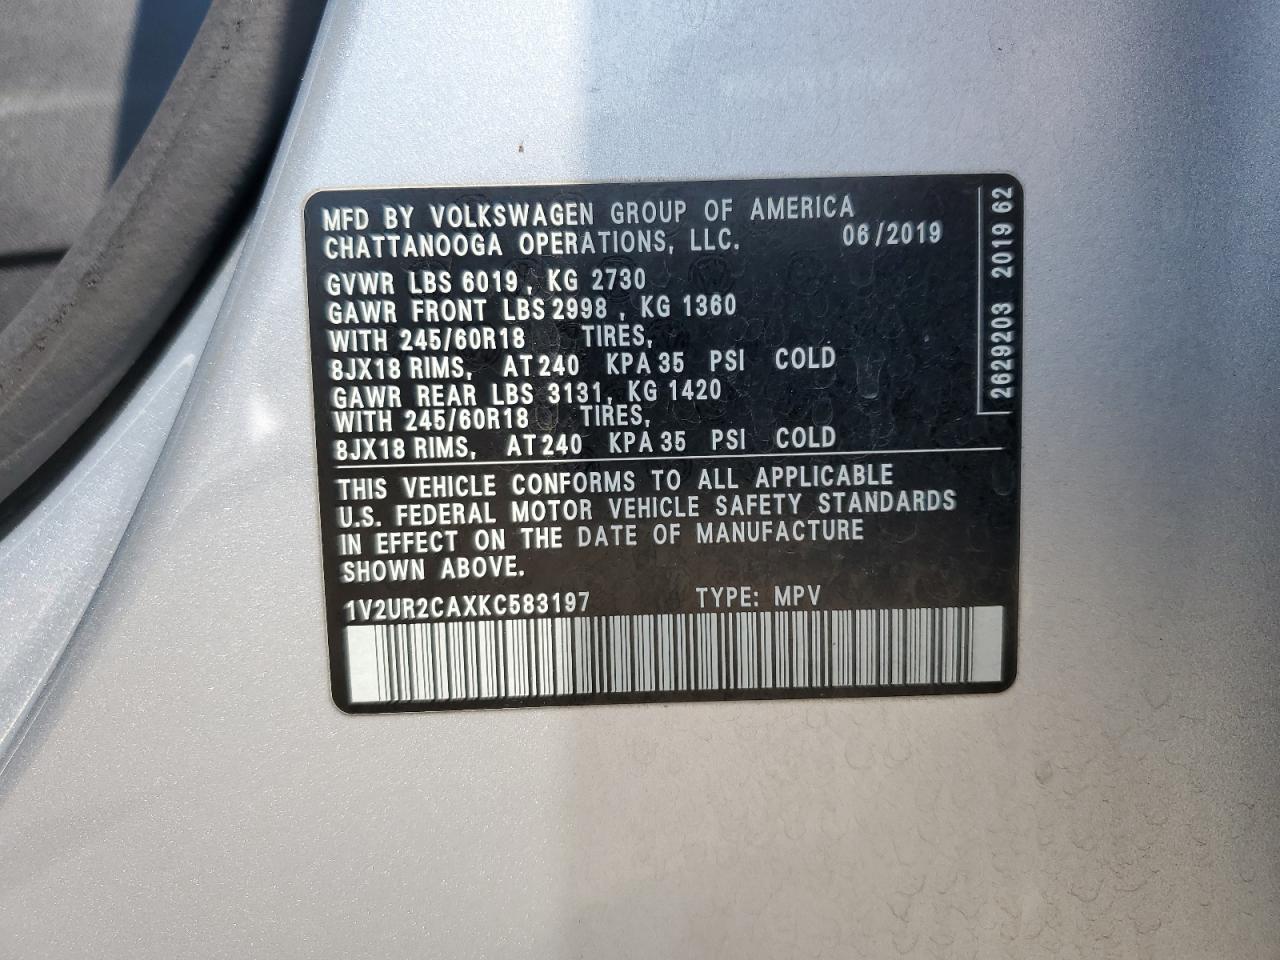 MFD BY VOLKSWAGEN GROUP OF AMERICA
CHATTANOOGA OPERATIONS, LLC. 06/2019
GVWR LBS 6019, KG 2730
GAWR FRONT LBS 2998 , KG 1360
WITH 245/60R18 TIRES,
8JX18 RIMS, AT 240 KPA 35 PSI COLD
GAWR REAR LBS 3131, KG 1420
WITH 245/60R18 TIRES,
8JX18 RIMS, AT 240 KPA 35 PSI COLD
THIS VEHICLE CONFORMS TO ALL APPLICABLE
U.S. FEDERAL MOTOR VEHICLE SAFETY STANDARDS
IN EFFECT ON THE DATE OF MANUFACTURE
SHOWN ABOVE.
1V2UR2CAXKC583197 TYPE: MPV
2629203 2019 62